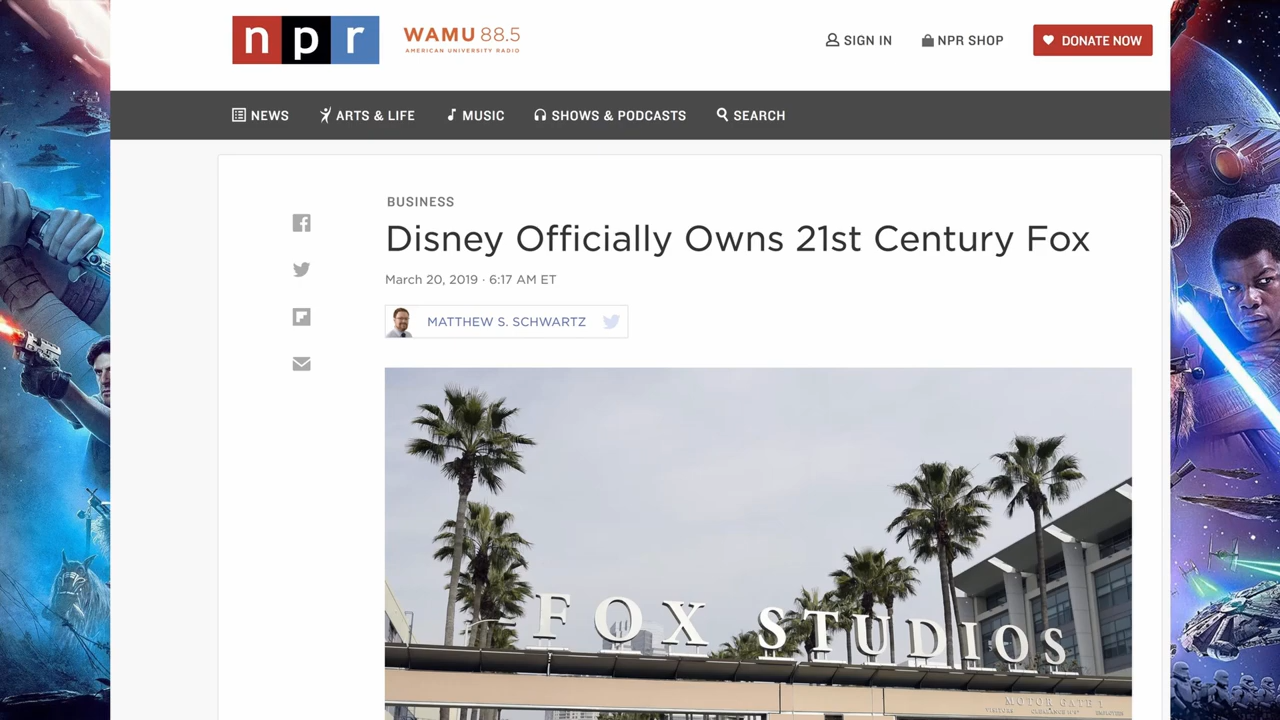 npr
WAMU 88.5
AMERICAN UNIVERSITY RADIO
SIGN IN
NPR SHOP
DONATE NOW
NEWS
ARTS & LIFE
MUSIC
SHOWS & PODCASTS
SEARCH
BUSINESS
Disney Officially Owns 21st Century Fox
March 20, 2019 · 6:17 AM ET
MATTHEW S. SCHWARTZ
FOX STUDIOS
MOTOR GATE 1